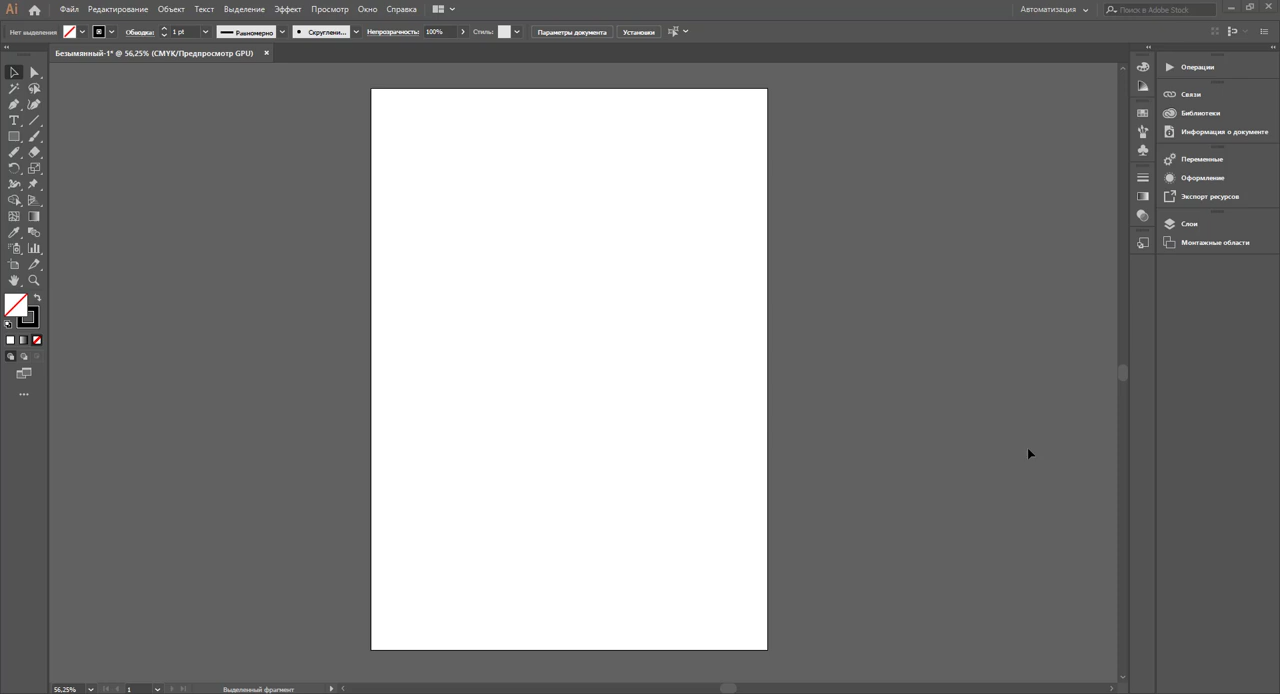 Ai Файл Редактирование Объект Текст Выделение Эффект Просмотр Окно Справка Автоматизация Поиск в Adobe Stock
Нет выделения Обводка: 1 pt Равномерно Скруглени... Непрозрачность: 100% Стиль: Параметры документа Установки
Безымянный-1* @ 56,25% (CMYK/Предпросмотр GPU)
Операции
Связи
Библиотеки
Информация о документе
Переменные
Оформление
Экспорт ресурсов
Слои
Монтажные области
56,25% 1 Выделенный фрагмент